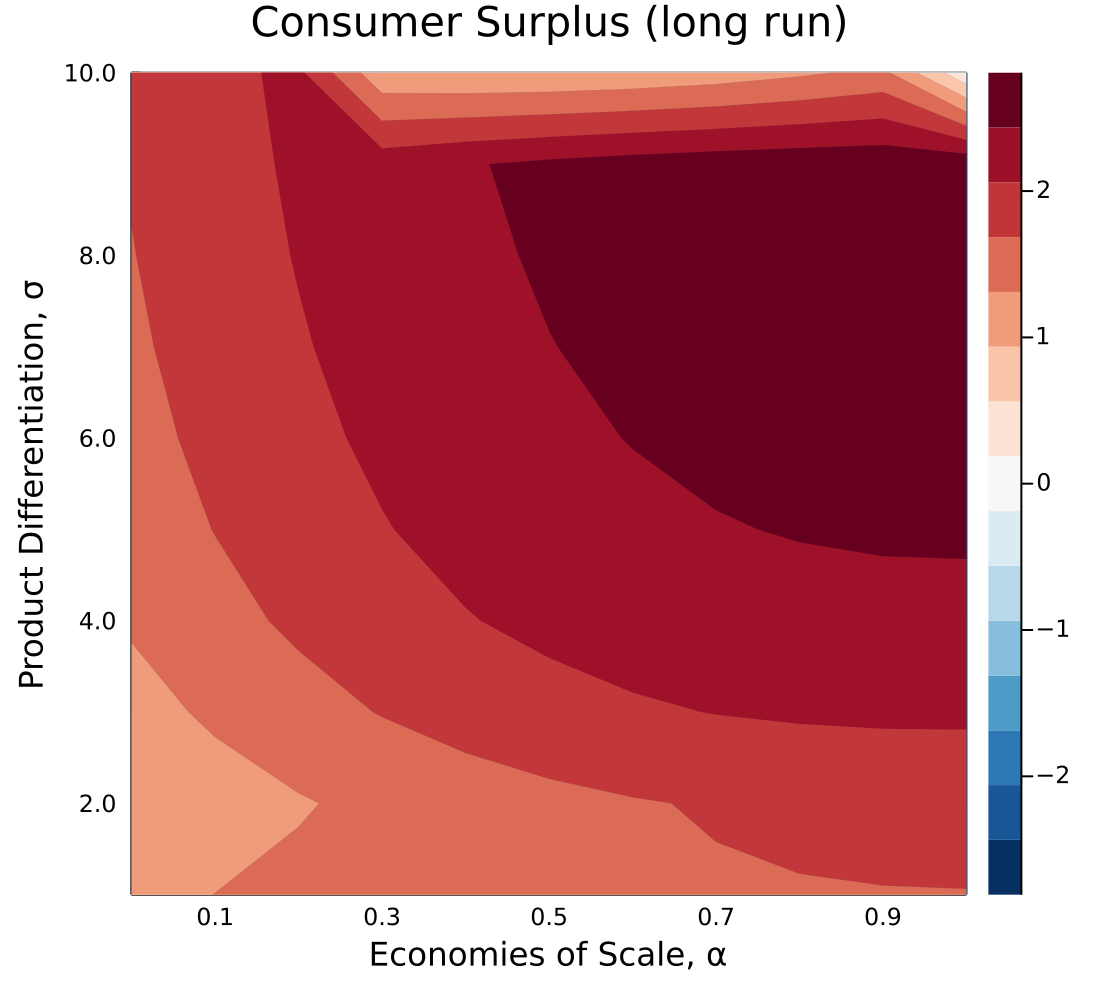 Consumer Surplus (long run)
Product Differentiation, σ
10.0
8.0
6.0
4.0
2.0
0.1 0.3 0.5 0.7 0.9
Economies of Scale, α
2
1
0
−1
−2